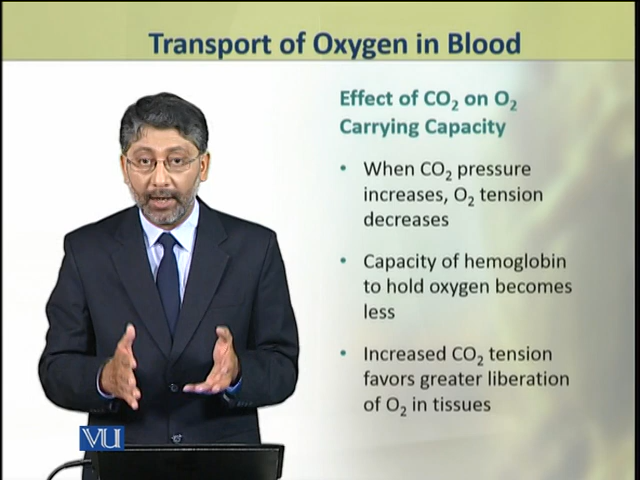 Transport of Oxygen in Blood
Effect of CO₂ on O₂
Carrying Capacity
• When CO₂ pressure
increases, O₂ tension
decreases
• Capacity of hemoglobin
to hold oxygen becomes
less
• Increased CO₂ tension
favors greater liberation
of O₂ in tissues
VU